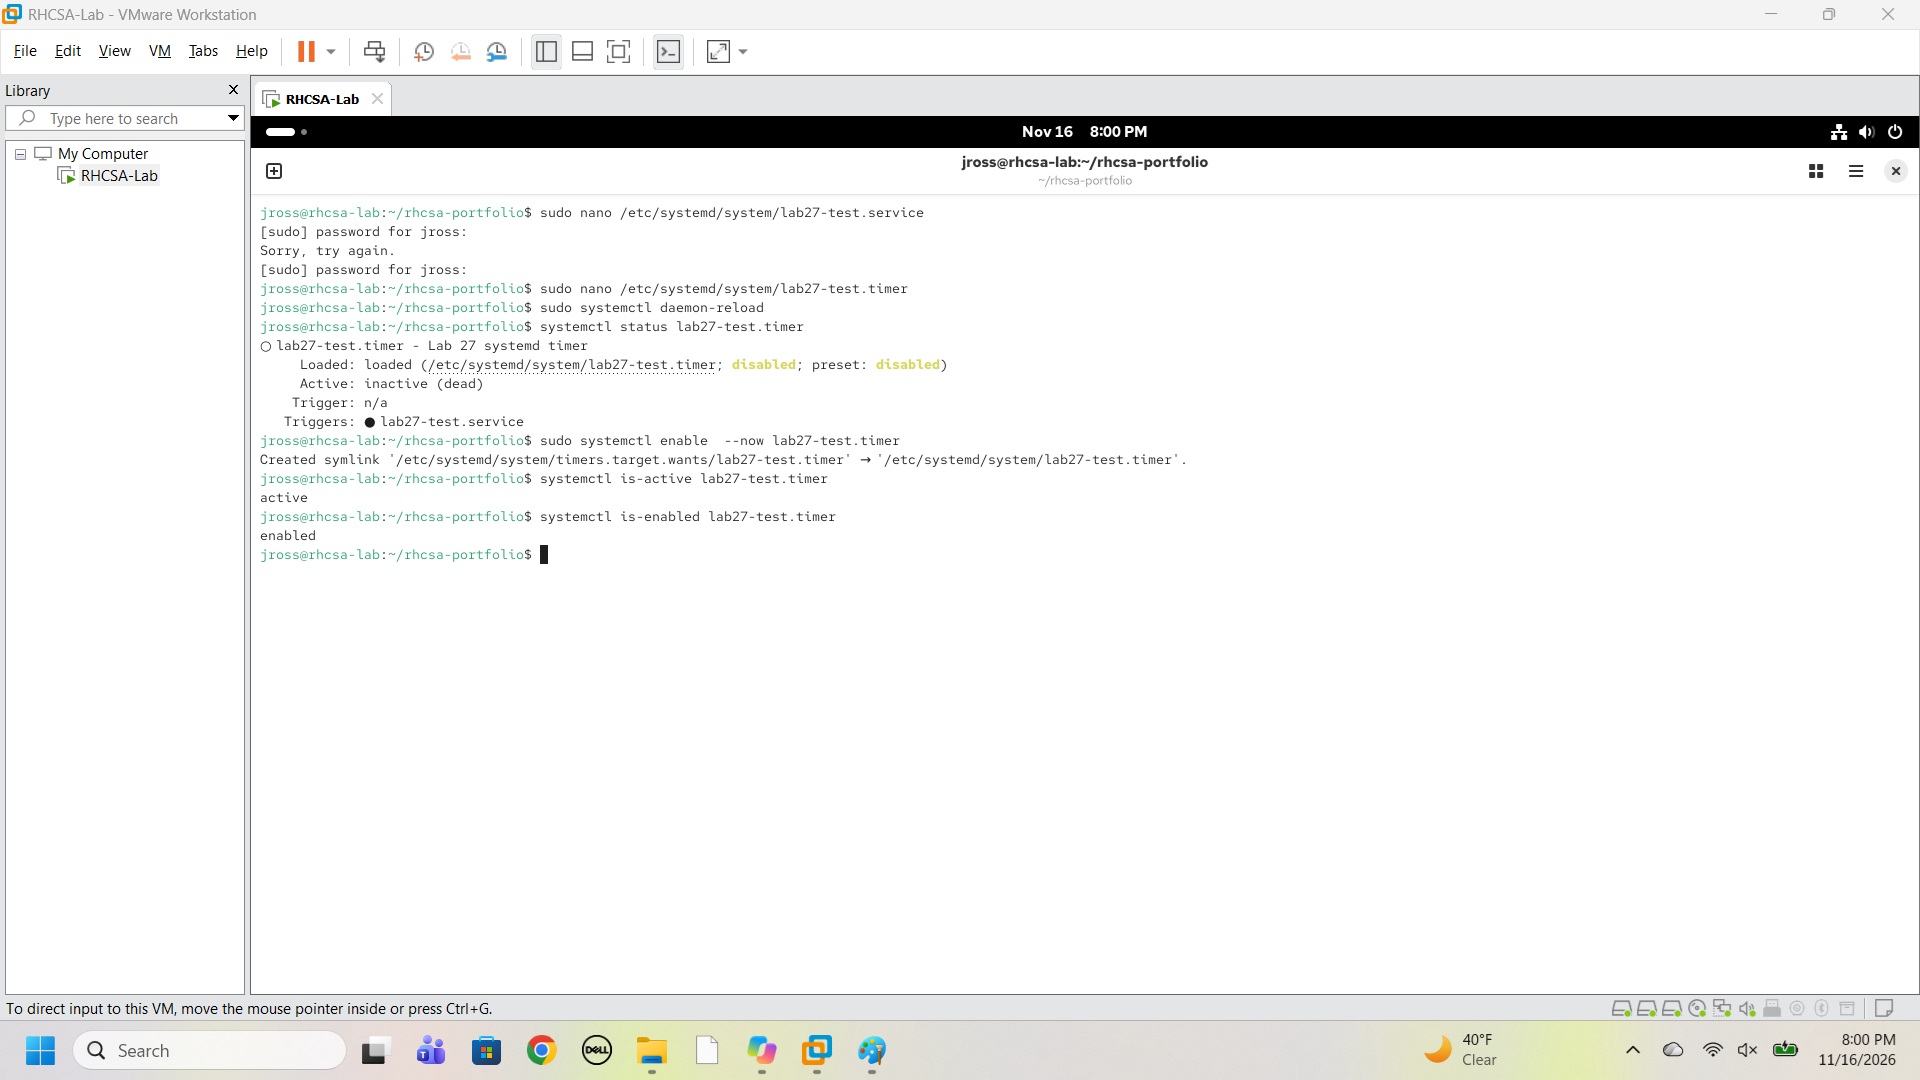 RHCSA-Lab - VMware Workstation
File Edit View VM Tabs Help
Library
RHCSA-Lab
Type here to search
Nov 16 8:00 PM
My Computer
RHCSA-Lab
jross@rhcsa-lab:~/rhcsa-portfolio
~/rhcsa-portfolio
jross@rhcsa-lab:~/rhcsa-portfolio$ sudo nano /etc/systemd/system/lab27-test.service
[sudo] password for jross:
Sorry, try again.
[sudo] password for jross:
jross@rhcsa-lab:~/rhcsa-portfolio$ sudo nano /etc/systemd/system/lab27-test.timer
jross@rhcsa-lab:~/rhcsa-portfolio$ sudo systemctl daemon-reload
jross@rhcsa-lab:~/rhcsa-portfolio$ systemctl status lab27-test.timer
○ lab27-test.timer - Lab 27 systemd timer
     Loaded: loaded (/etc/systemd/system/lab27-test.timer; disabled; preset: disabled)
     Active: inactive (dead)
    Trigger: n/a
   Triggers: ● lab27-test.service
jross@rhcsa-lab:~/rhcsa-portfolio$ sudo systemctl enable  --now lab27-test.timer
Created symlink '/etc/systemd/system/timers.target.wants/lab27-test.timer' → '/etc/systemd/system/lab27-test.timer'.
jross@rhcsa-lab:~/rhcsa-portfolio$ systemctl is-active lab27-test.timer
active
jross@rhcsa-lab:~/rhcsa-portfolio$ systemctl is-enabled lab27-test.timer
enabled
jross@rhcsa-lab:~/rhcsa-portfolio$
To direct input to this VM, move the mouse pointer inside or press Ctrl+G.
Search
DELL
40°F
Clear
8:00 PM
11/16/2026